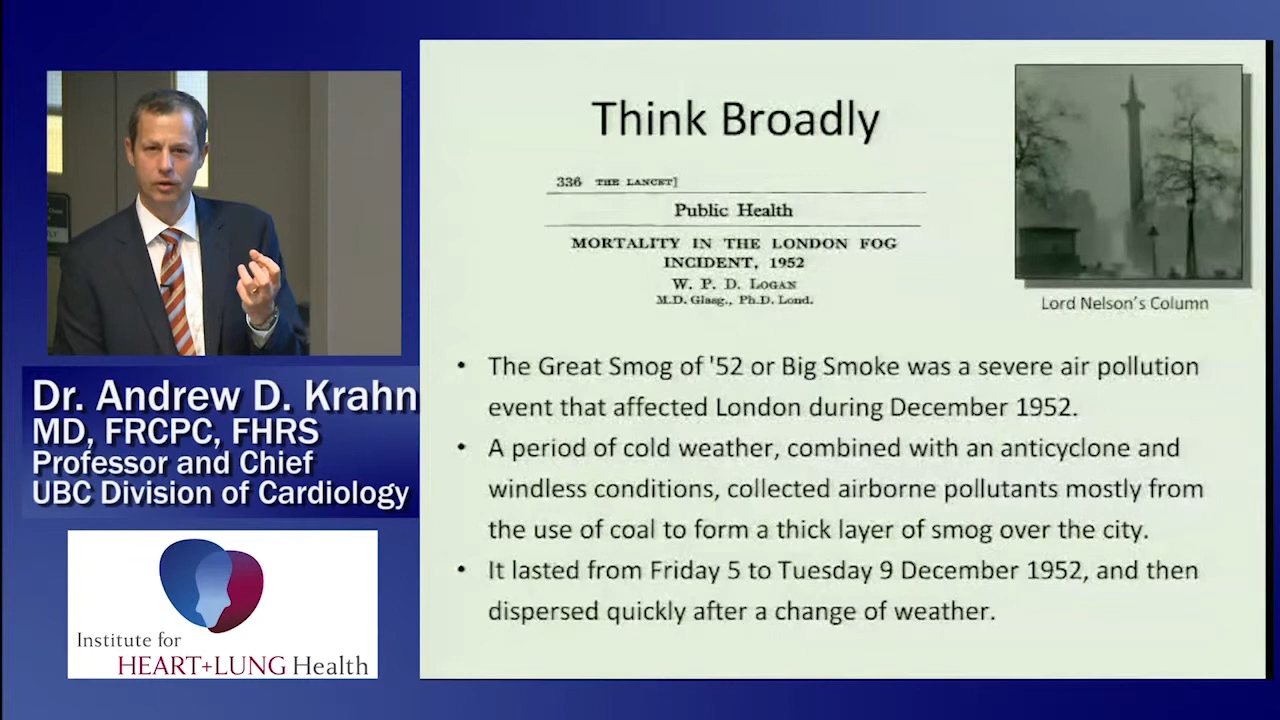 Dr. Andrew D. Krahn
MD, FRCPC, FHRS
Professor and Chief
UBC Division of Cardiology
Institute for
HEART+LUNG Health
Think Broadly
336 THE LANCET]
Public Health
MORTALITY IN THE LONDON FOG
INCIDENT, 1952
W. P. D. LOGAN
M.D. Glasg., Ph.D. Lond.
Lord Nelson's Column
• The Great Smog of '52 or Big Smoke was a severe air pollution
event that affected London during December 1952.
• A period of cold weather, combined with an anticyclone and
windless conditions, collected airborne pollutants mostly from
the use of coal to form a thick layer of smog over the city.
• It lasted from Friday 5 to Tuesday 9 December 1952, and then
dispersed quickly after a change of weather.